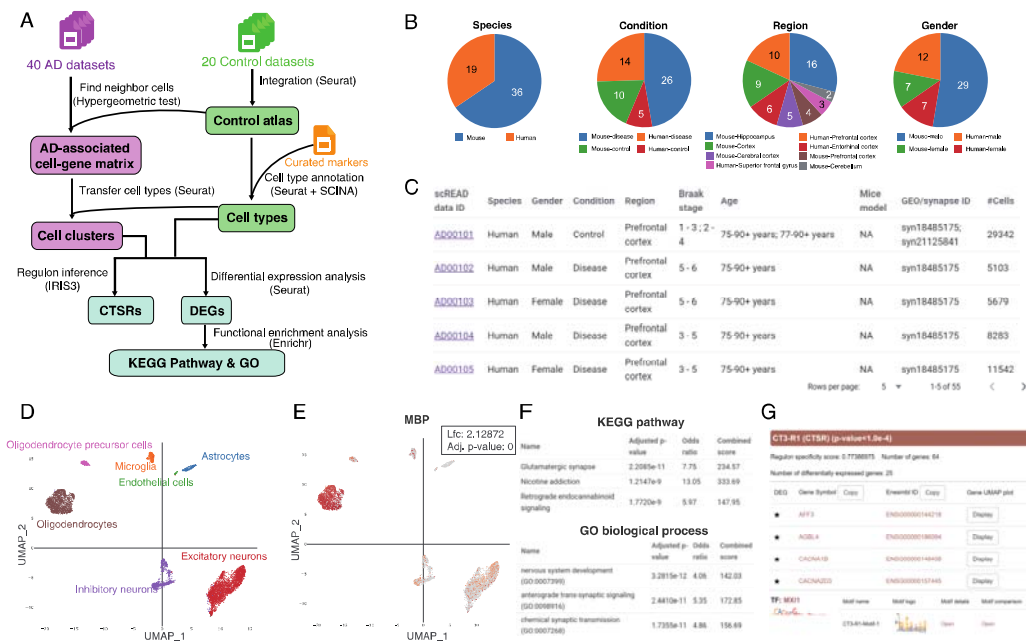 A
40 AD datasets
20 Control datasets
Find neighbor cells
(Hypergeometric test)
Integration (Seurat)
Control atlas
AD-associated
cell-gene matrix
Curated markers
Cell type annotation
(Seurat + SCINA)
Transfer cell types (Seurat)
Cell types
Cell clusters
Regulon inference
(IRIS3)
Differential expression analysis
(Seurat)
CTSRs
DEGs
Functional enrichment analysis
(Enrichr)
KEGG Pathway & GO
B
Species
19
36
Mouse Human
Condition
14
26
10
5
Mouse-disease Human-disease
Mouse-control Human-control
Region
10
16
9
2
3
6
5
4
Mouse-Hippocampus Human-Prefrontal cortex
Mouse-Cortex Human-Entorhinal cortex
Mouse-Cerebral cortex Mouse-Prefrontal cortex
Human-Superior frontal gyrus Mouse-Cerebellum
Gender
12
29
7
7
Mouse-male Human-male
Mouse-female Human-female
C
scREAD data ID Species Gender Condition Region Braak stage Age Mice model GEO/synapse ID #Cells
AD00101 Human Male Control Prefrontal cortex 1 - 3 ; 2 - 4 75-90+ years; 77-90+ years NA syn18485175; syn21125841 29342
AD00102 Human Male Disease Prefrontal cortex 5 - 6 75-90+ years NA syn18485175 5103
AD00103 Human Female Disease Prefrontal cortex 5 - 6 75-90+ years NA syn18485175 5679
AD00104 Human Male Disease Prefrontal cortex 3 - 5 75-90+ years NA syn18485175 8283
AD00105 Human Female Disease Prefrontal cortex 3 - 5 75-90+ years NA syn18485175 11542
Rows per page: 5 1-5 of 55
D
Oligodendrocyte precursor cells
Microglia
Astrocytes
Endothelial cells
Oligodendrocytes
Excitatory neurons
Inhibitory neurons
UMAP_2
UMAP_1
E
MBP
Lfc: 2.12872
Adj. p-value: 0
UMAP_2
UMAP_1
F
KEGG pathway
Name Adjusted p-value Odds ratio Combined score
Glutamatergic synapse 2.2085e-11 7.75 234.57
Nicotine addiction 1.2147e-9 13.05 333.69
Retrograde endocannabinoid signaling 1.7720e-9 5.97 147.95
GO biological process
Name Adjusted p-value Odds ratio Combined score
nervous system development (GO:0007399) 3.2815e-12 4.06 142.03
anterograde trans-synaptic signaling (GO:0098916) 2.4410e-11 5.35 172.85
chemical synaptic transmission (GO:0007268) 1.7355e-11 4.86 156.69
G
CT3-R1 (CTSR) (p-value<1.0e-4)
Regulon specificity score: 0.77388975 Number of genes: 64
Number of differentially expressed genes: 25
DEG Gene Symbol Copy Ensembl ID Copy Gene UMAP plot
AFF3 ENSG00000144218 Display
AGBL4 ENSG00000186094 Display
CACNA1B ENSG00000148408 Display
CACNA2D3 ENSG00000157445 Display
Motif name Motif logo Motif details Motif comparison
CT3-R1-Motif-1 Open Open